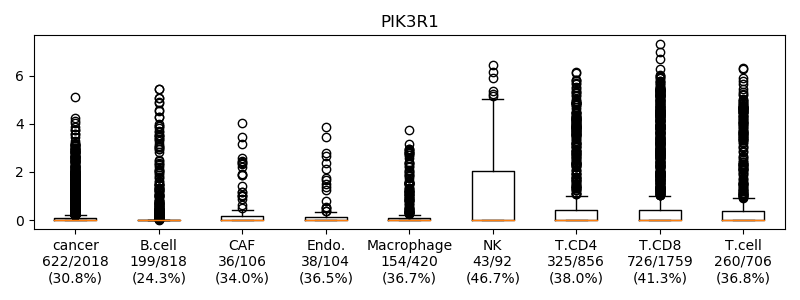 PIK3R1
6
4
2
0
cancer B.cell CAF Endo. Macrophage NK T.CD4 T.CD8 T.cell
622/2018 199/818 36/106 38/104 154/420 43/92 325/856 726/1759 260/706
(30.8%) (24.3%) (34.0%) (36.5%) (36.7%) (46.7%) (38.0%) (41.3%) (36.8%)